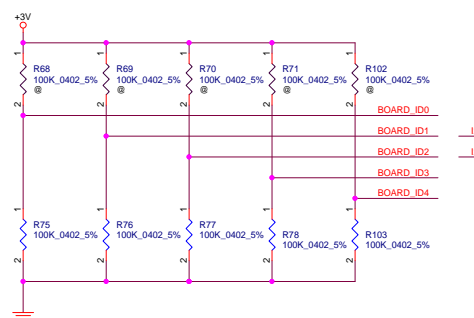 +3V
1 1 1 1 1
R68 R69 R70 R71 R102
100K_0402_5% 100K_0402_5% 100K_0402_5% 100K_0402_5% 100K_0402_5%
@ @ @ @ @
2 2 2 2 2
BOARD_ID0
BOARD_ID1
BOARD_ID2
BOARD_ID3
BOARD_ID4
1 1 1 1 1
R75 R76 R77 R78 R103
100K_0402_5% 100K_0402_5% 100K_0402_5% 100K_0402_5% 100K_0402_5%
2 2 2 2 2